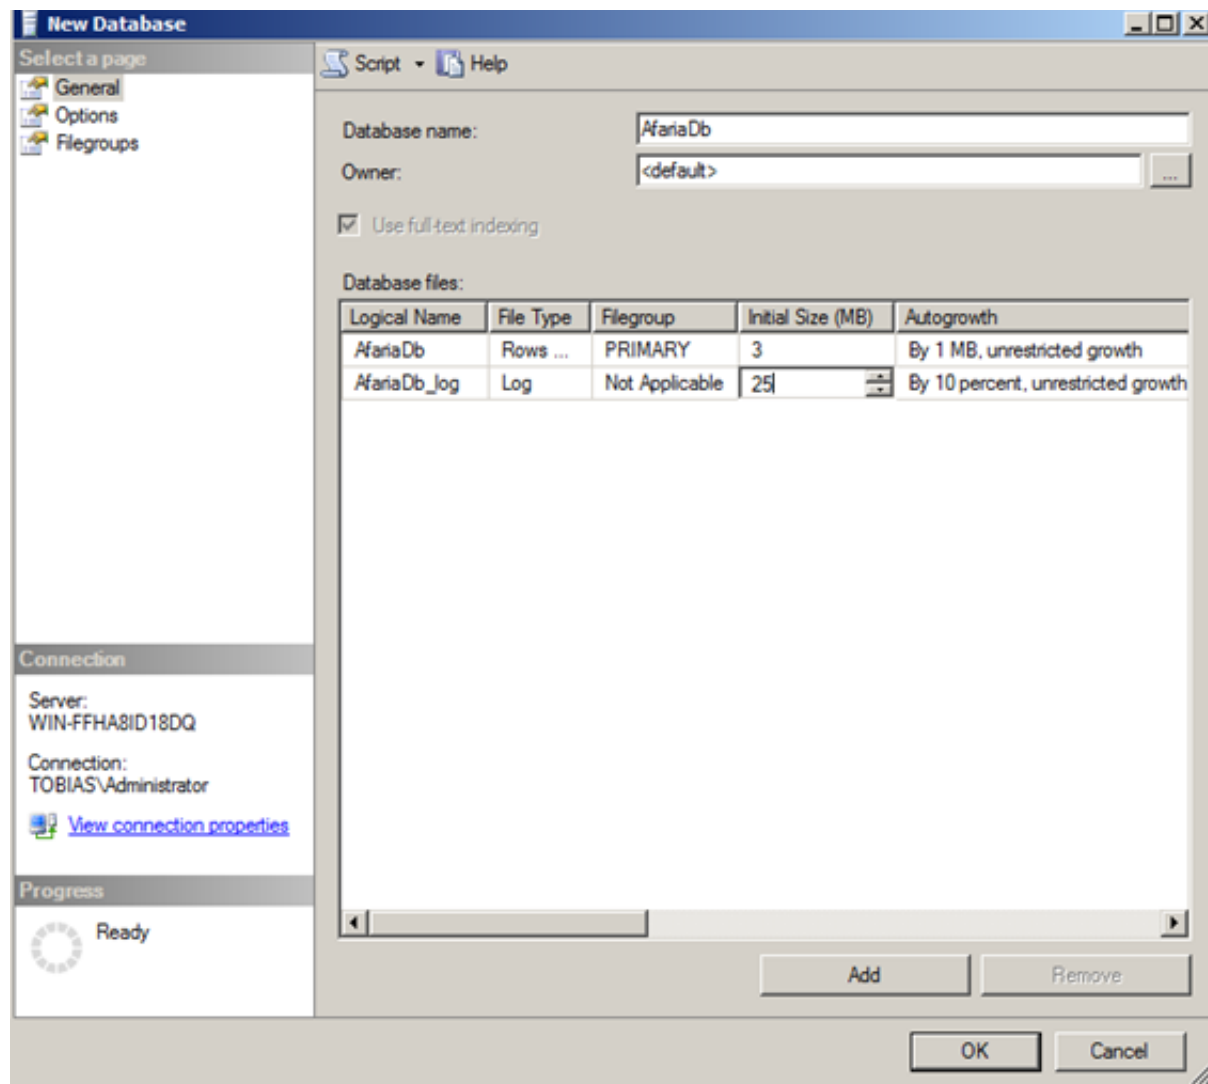 New Database
Select a page
General
Options
Filegroups
Script Help
Database name: AfariaDb
Owner: <default> ...
Use full-text indexing
Database files:
Logical Name File Type Filegroup Initial Size (MB) Autogrowth
AfariaDb Rows ... PRIMARY 3 By 1 MB, unrestricted growth
AfariaDb_log Log Not Applicable 25 By 10 percent, unrestricted growth
Connection
Server:
WIN-FFHA8ID18DQ
Connection:
TOBIAS\Administrator
View connection properties
Progress
Ready
Add Remove
OK Cancel